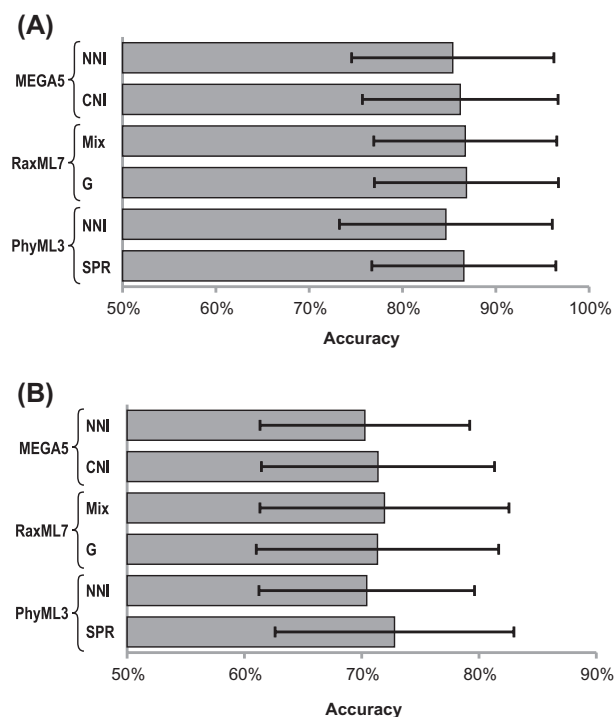 (A)
MEGA5
NNI
CNI
RaxML7
Mix
G
PhyML3
NNI
SPR
50% 60% 70% 80% 90% 100%
Accuracy
(B)
MEGA5
NNI
CNI
RaxML7
Mix
G
PhyML3
NNI
SPR
50% 60% 70% 80% 90%
Accuracy